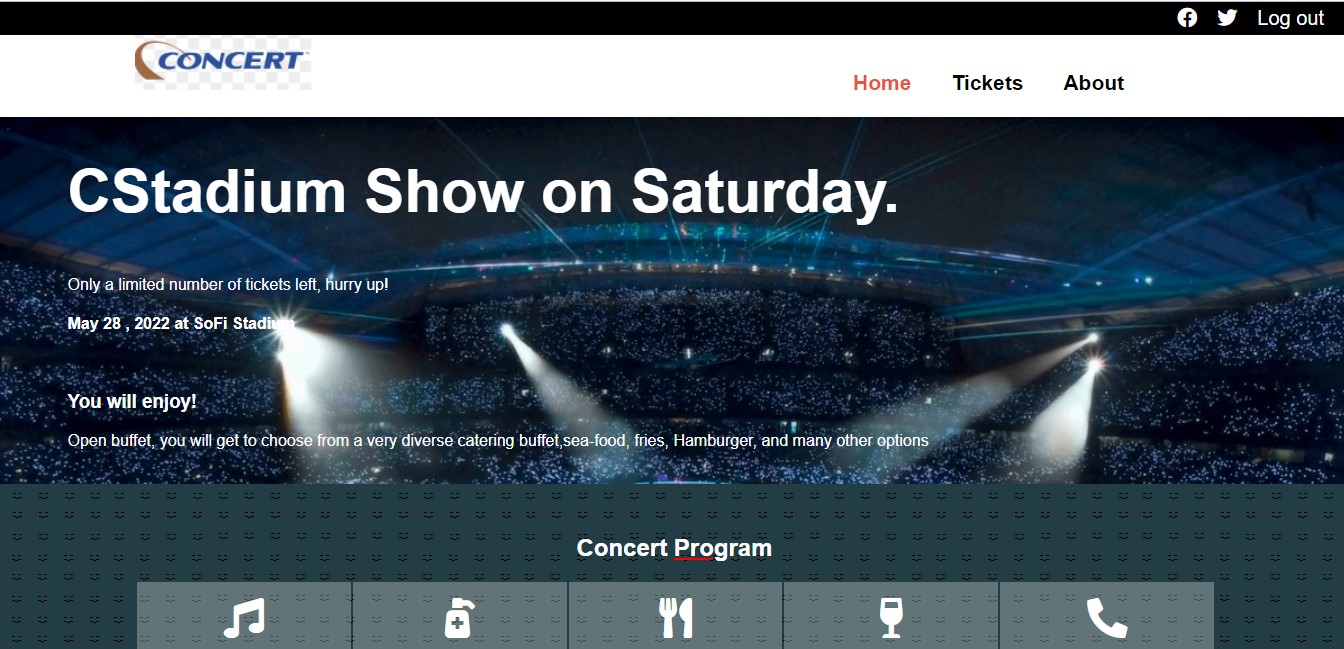 Log out
CONCERT
Home Tickets About
CStadium Show on Saturday.
Only a limited number of tickets left, hurry up!
May 28 , 2022 at SoFi Stadium
You will enjoy!
Open buffet, you will get to choose from a very diverse catering buffet,sea-food, fries, Hamburger, and many other options
Concert Program